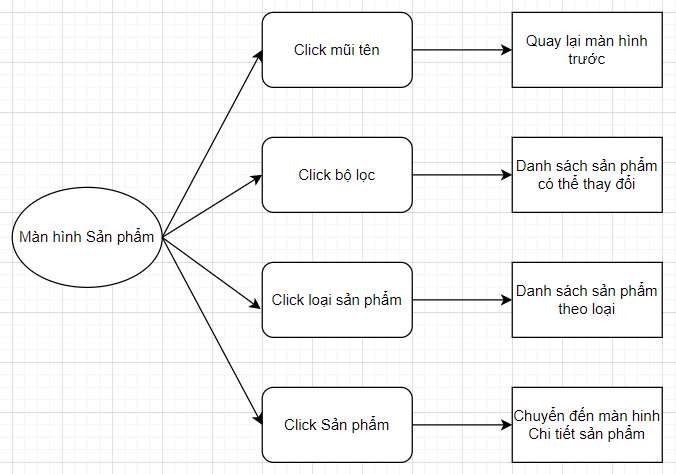 Click mũi tên
Quay lại màn hình
trước
Click bộ lọc
Danh sách sản phẩm
có thể thay đổi
Màn hình Sản phẩm
Click loại sản phẩm
Danh sách sản phẩm
theo loại
Click Sản phẩm
Chuyển đến màn hinh
Chi tiết sản phẩm